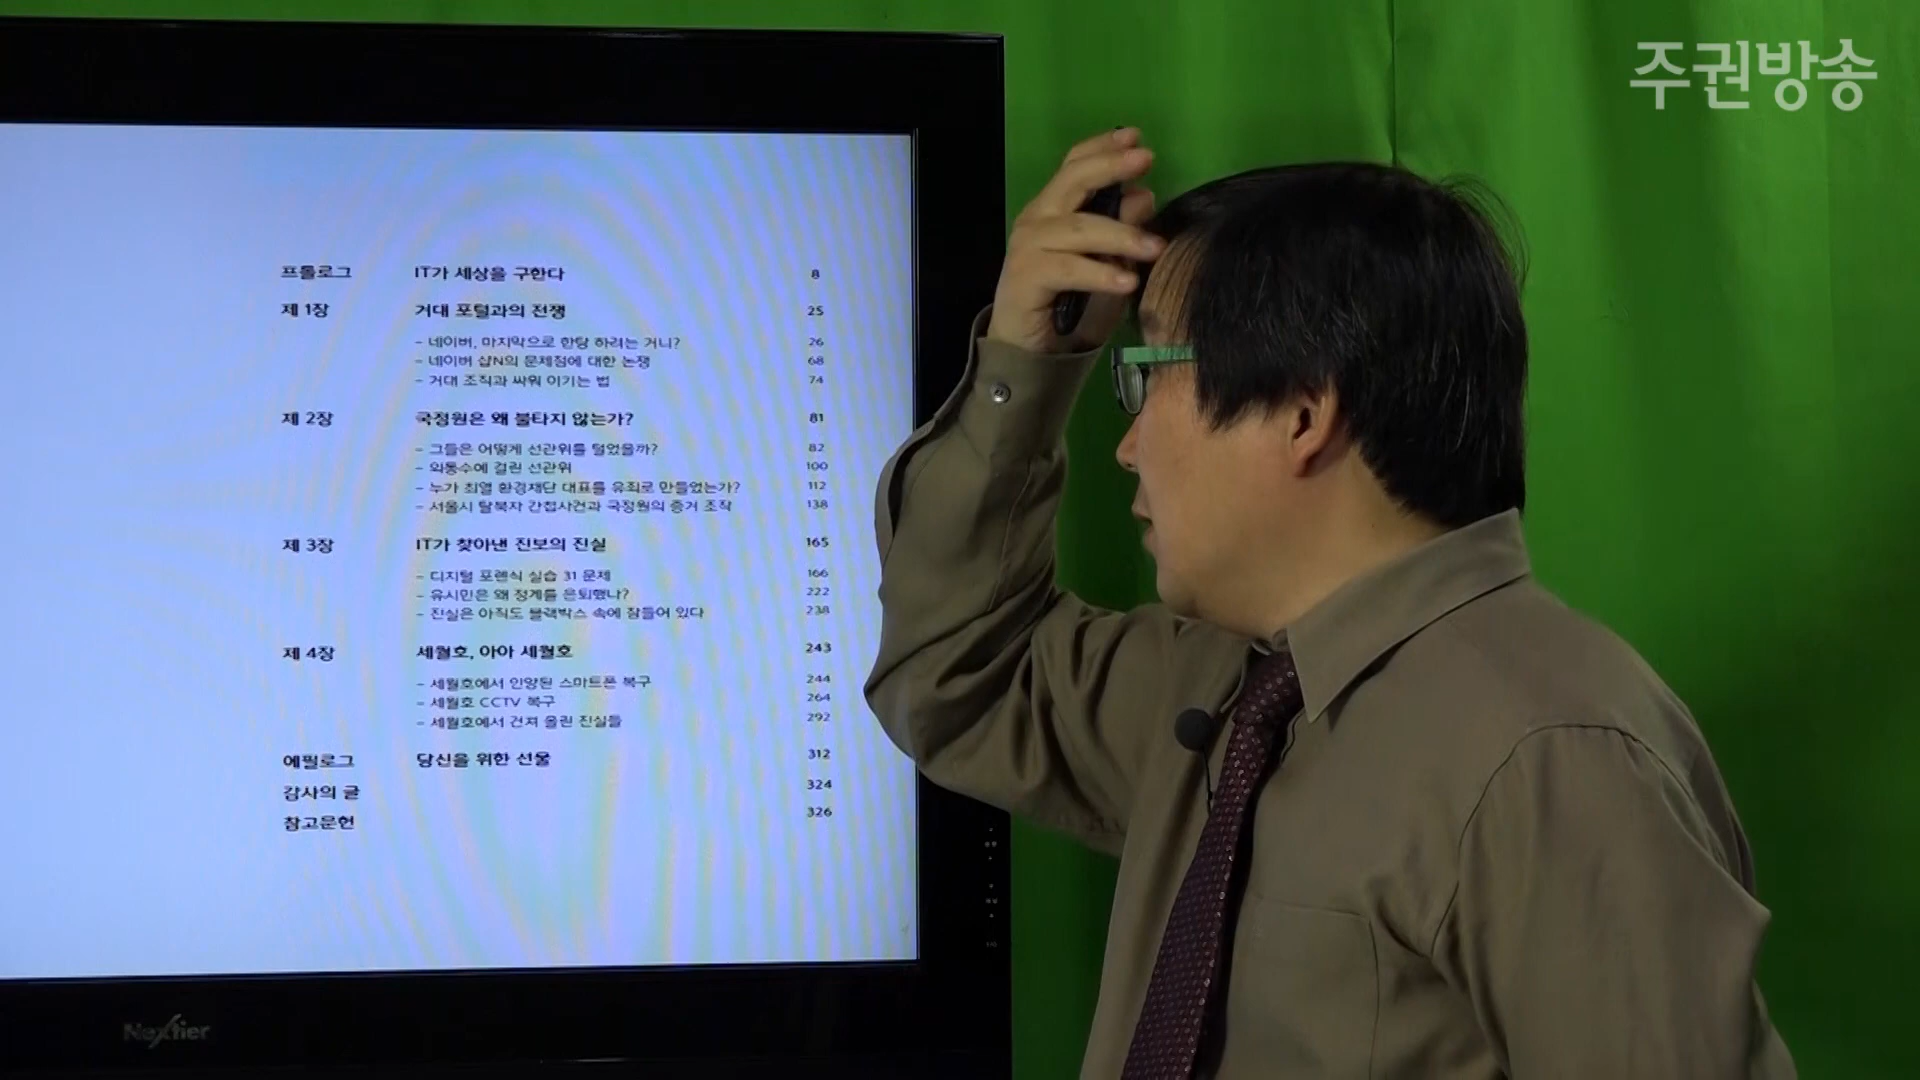 주권방송
프롤로그 IT가 세상을 구한다 8
제 1장 거대 포털과의 전쟁 25
- 네이버, 마지막으로 한탕 하려는 거니? 26
- 네이버 샵N의 문제점에 대한 논쟁 68
- 거대 조직과 싸워 이기는 법 74
제 2장 국정원은 왜 불타지 않는가? 81
- 그들은 어떻게 선관위를 털었을까? 82
- 외통수에 걸린 선관위 100
- 누가 최열 환경재단 대표를 유죄로 만들었는가? 112
- 서울시 탈북자 간첩사건과 국정원의 증거 조작 138
제 3장 IT가 찾아낸 진보의 진실 165
- 디지털 포렌식 실습 31 문제 166
- 유시민은 왜 정계를 은퇴했나? 222
- 진실은 아직도 블랙박스 속에 잠들어 있다 238
제 4장 세월호, 아아 세월호 243
- 세월호에서 인양된 스마트폰 복구 244
- 세월호 CCTV 복구 264
- 세월호에서 건져 올린 진실들 292
에필로그 당신을 위한 선물 312
감사의 글 324
참고문헌 326
Nextier